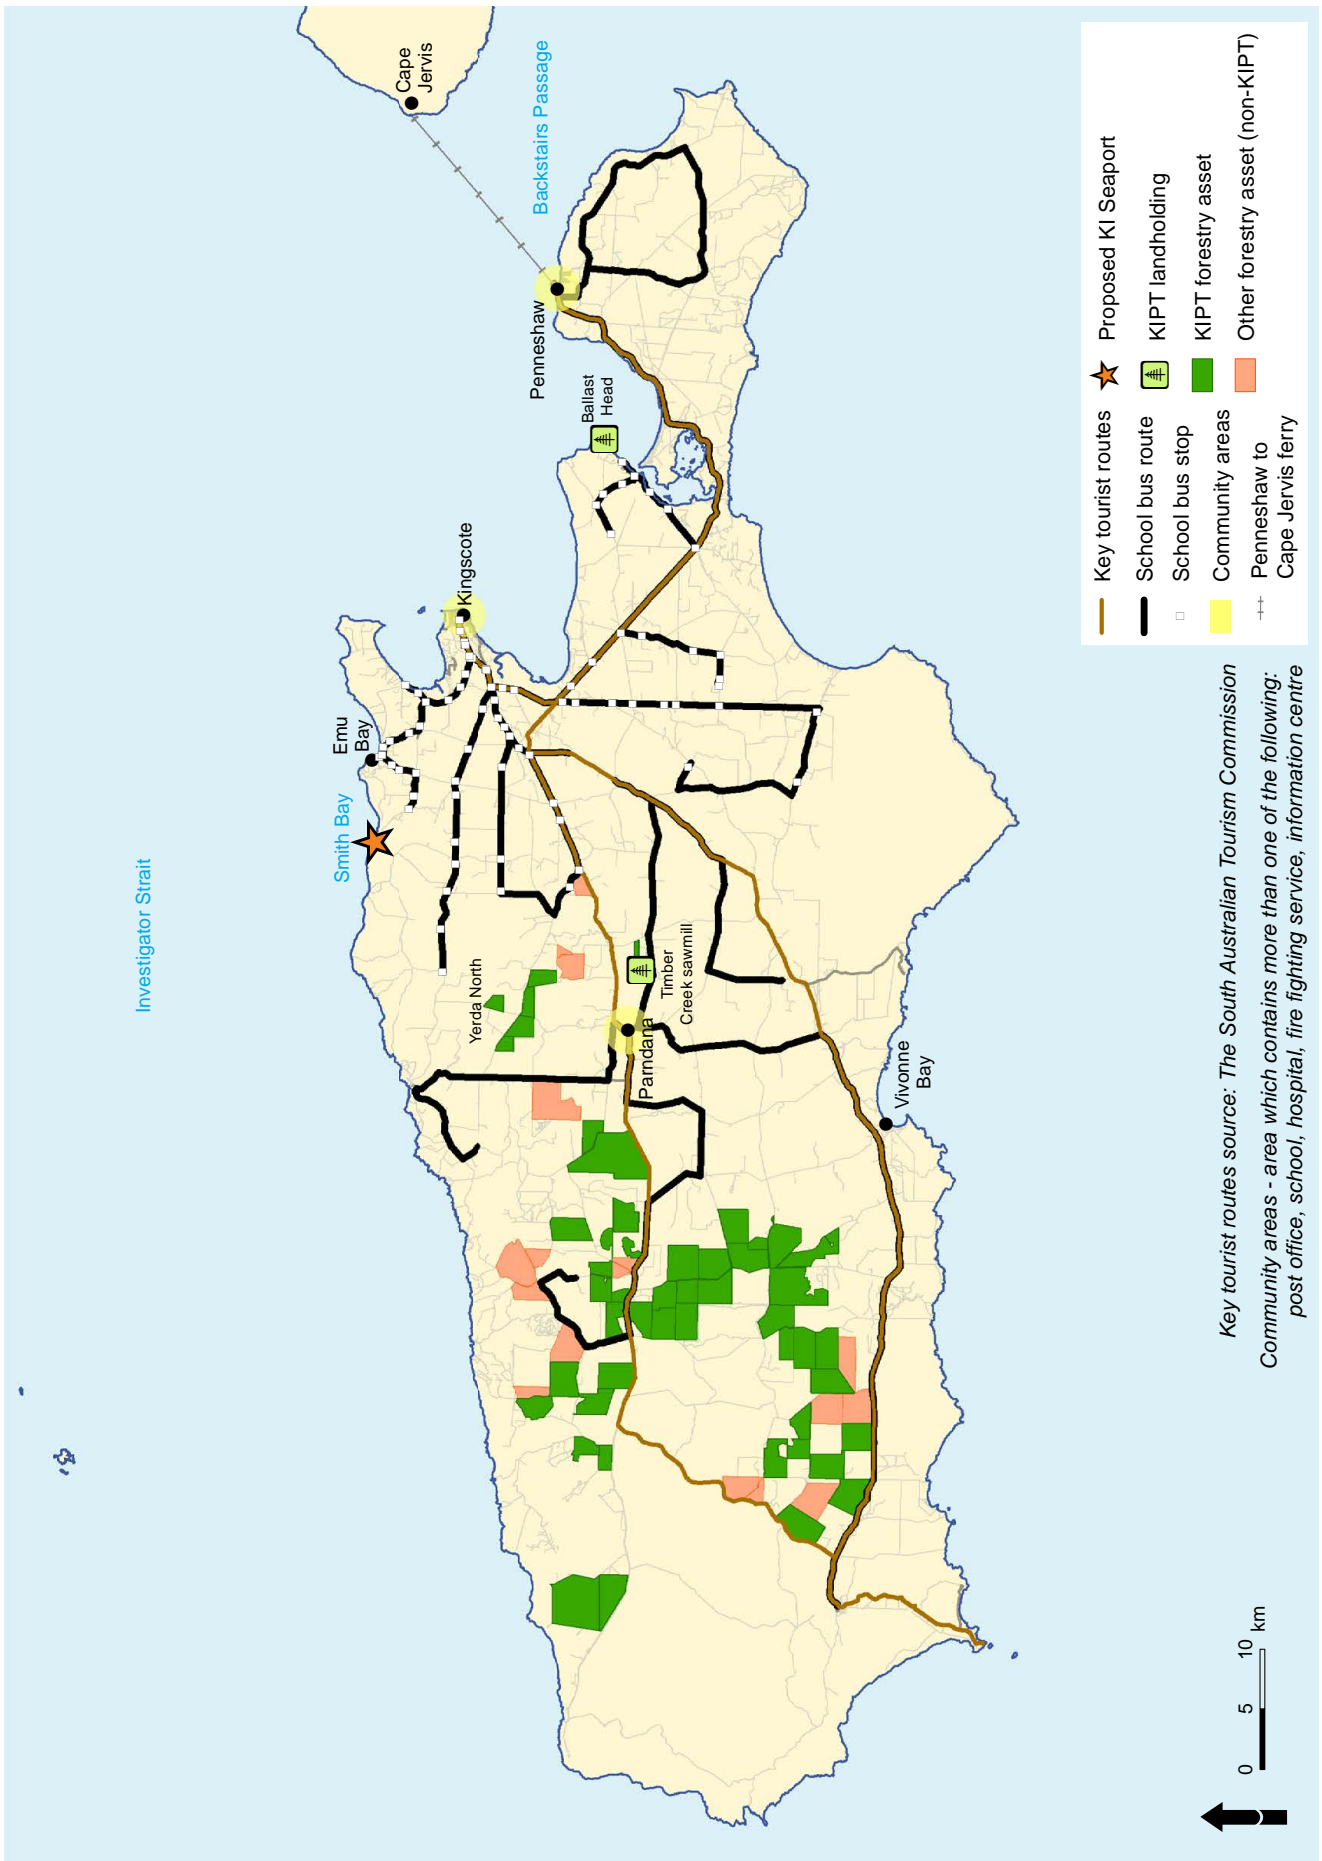 Investigator Strait
Smith Bay
Emu
Bay
Kingscote
Cape
Jervis
Backstairs Passage
Penneshaw
Ballast
Head
Yerda North
Parndana
Timber
Creek sawmill
Vivonne
Bay
Key tourist routes
School bus route
School bus stop
Community areas
Penneshaw to
Cape Jervis ferry
Proposed KI Seaport
KIPT landholding
KIPT forestry asset
Other forestry asset (non-KIPT)
Key tourist routes source: The South Australian Tourism Commission
Community areas - area which contains more than one of the following:
post office, school, hospital, fire fighting service, information centre
0 5 10
km